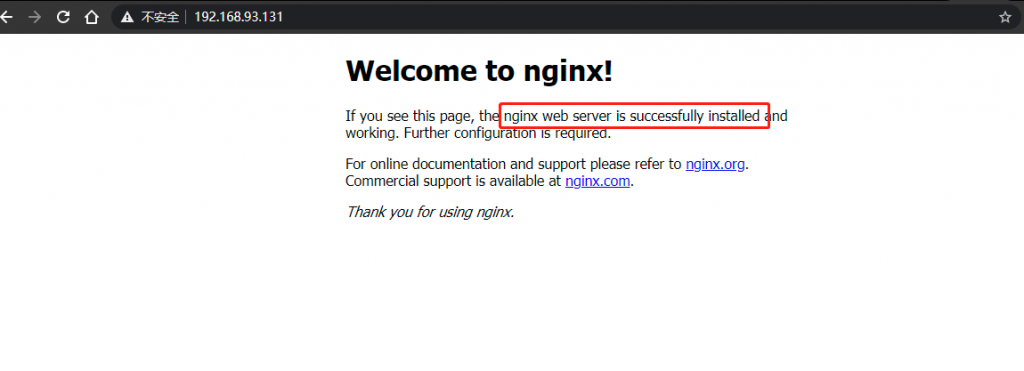 不安全 | 192.168.93.131
Welcome to nginx!
If you see this page, the nginx web server is successfully installed and
working. Further configuration is required.
For online documentation and support please refer to nginx.org.
Commercial support is available at nginx.com.
Thank you for using nginx.